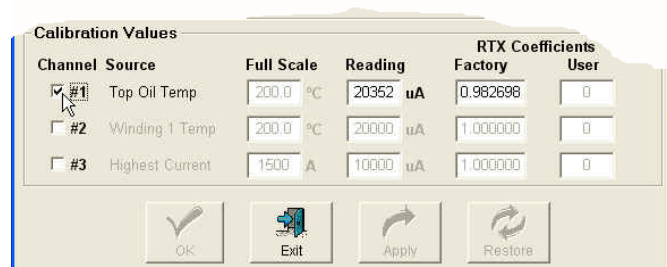 Calibration Values
RTX Coefficients
Channel Source Full Scale Reading Factory User
#1 Top Oil Temp 200.0 ºC 20352 uA 0.982698 0
#2 Winding 1 Temp 200.0 ºC 20000 uA 1.000000 0
#3 Highest Current 1500 A 10000 uA 1.000000 0
OK Exit Apply Restore